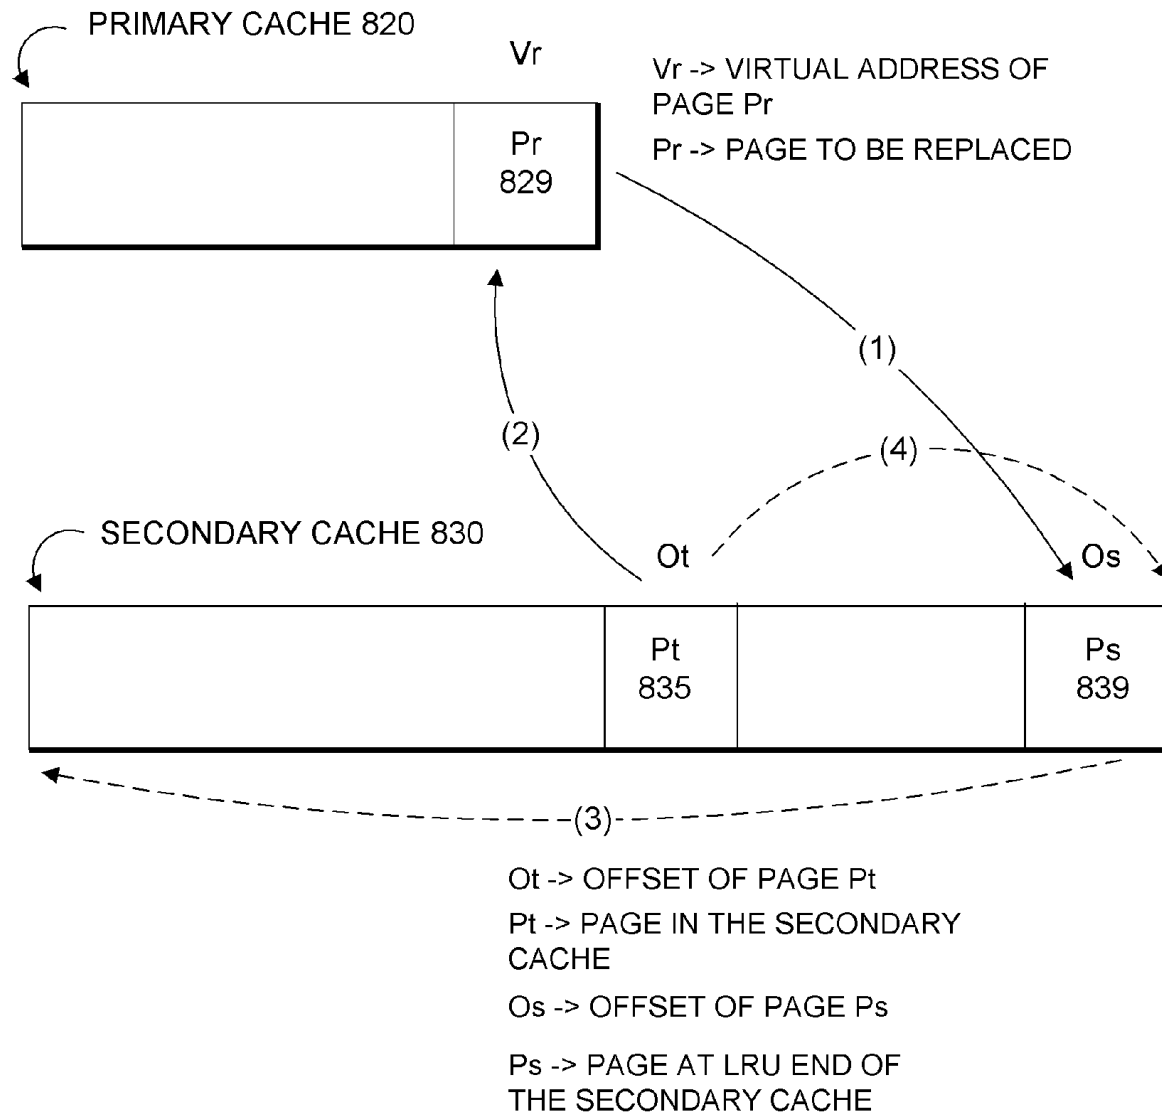 PRIMARY CACHE 820
Vr
Vr -> VIRTUAL ADDRESS OF
PAGE Pr
Pr -> PAGE TO BE REPLACED
Pr
829
(1)
(2)
(4)
SECONDARY CACHE 830
Ot
Os
Pt
835
Ps
839
(3)
Ot -> OFFSET OF PAGE Pt
Pt -> PAGE IN THE SECONDARY
CACHE
Os -> OFFSET OF PAGE Ps
Ps -> PAGE AT LRU END OF
THE SECONDARY CACHE